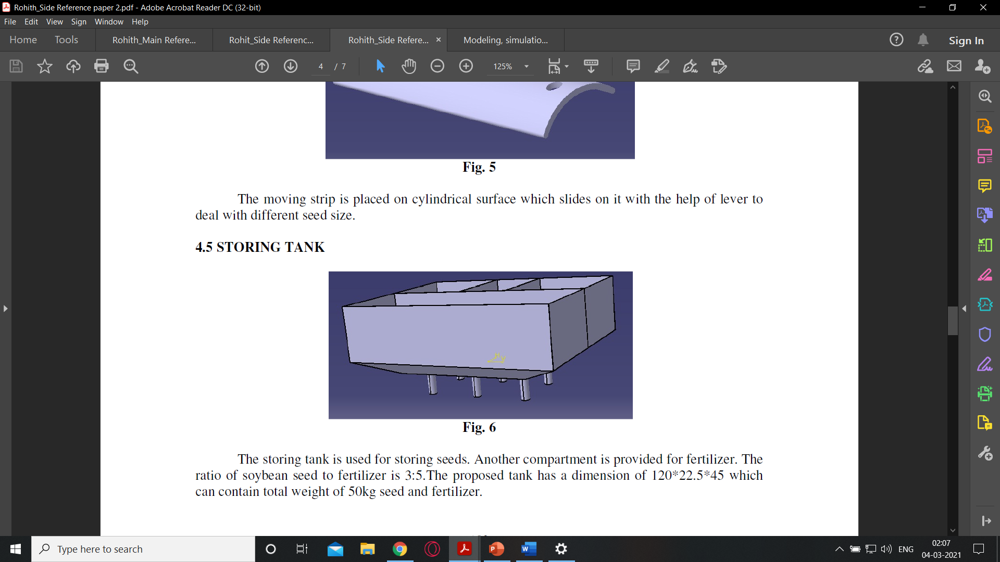 Rohith_Side Reference paper 2.pdf - Adobe Acrobat Reader DC (32-bit)
File Edit View Sign Window Help
Home Tools Rohith_Main Refere... Rohit_Side Referenc... Rohith_Side Refere... × Modeling, simulatio... Sign In
4 / 7 125%
Fig. 5
The moving strip is placed on cylindrical surface which slides on it with the help of lever to
deal with different seed size.
4.5 STORING TANK
H V
Fig. 6
The storing tank is used for storing seeds. Another compartment is provided for fertilizer. The
ratio of soybean seed to fertilizer is 3:5.The proposed tank has a dimension of 120*22.5*45 which
can contain total weight of 50kg seed and fertilizer.
Type here to search
ENG
02:07
04-03-2021